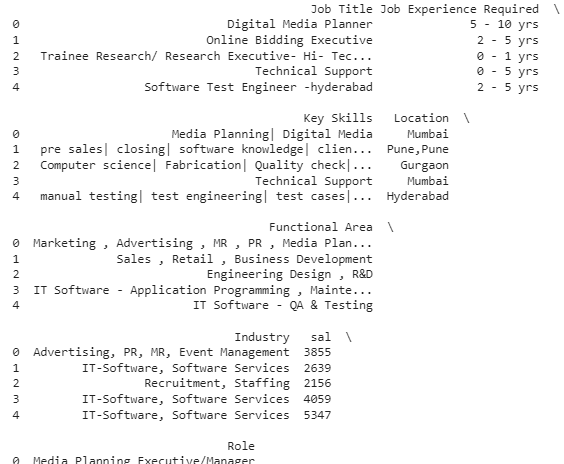 Job Title Job Experience Required \
0 Digital Media Planner 5 - 10 yrs
1 Online Bidding Executive 2 - 5 yrs
2 Trainee Research/ Research Executive- Hi- Tec... 0 - 1 yrs
3 Technical Support 0 - 5 yrs
4 Software Test Engineer -hyderabad 2 - 5 yrs
Key Skills Location \
0 Media Planning| Digital Media Mumbai
1 pre sales| closing| software knowledge| clien... Pune,Pune
2 Computer science| Fabrication| Quality check|... Gurgaon
3 Technical Support Mumbai
4 manual testing| test engineering| test cases|... Hyderabad
Functional Area \
0 Marketing , Advertising , MR , PR , Media Plan...
1 Sales , Retail , Business Development
2 Engineering Design , R&D
3 IT Software - Application Programming , Mainte...
4 IT Software - QA & Testing
Industry sal \
0 Advertising, PR, MR, Event Management 3855
1 IT-Software, Software Services 2639
2 Recruitment, Staffing 2156
3 IT-Software, Software Services 4059
4 IT-Software, Software Services 5347
Role
0 Media Planning Executive/Manager